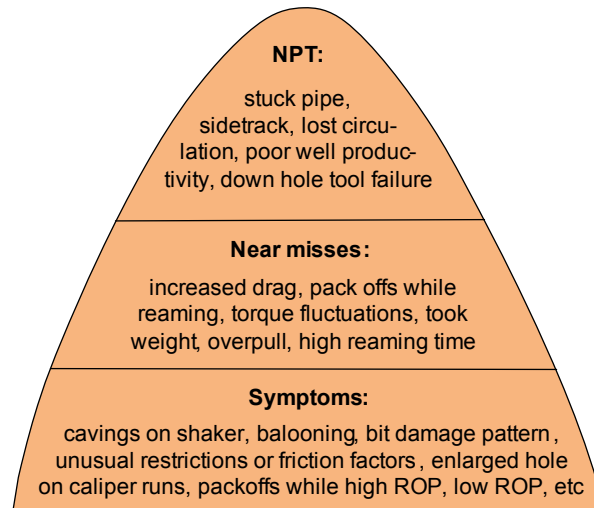 NPT:
stuck pipe,
sidetrack, lost circu-
lation, poor well produc-
tivity, down hole tool failure
Near misses:
increased drag, pack offs while
reaming, torque fluctuations, took
weight, overpull, high reaming time
Symptoms:
cavings on shaker, balooning, bit damage pattern,
unusual restrictions or friction factors, enlarged hole
on caliper runs, packoffs while high ROP, low ROP, etc